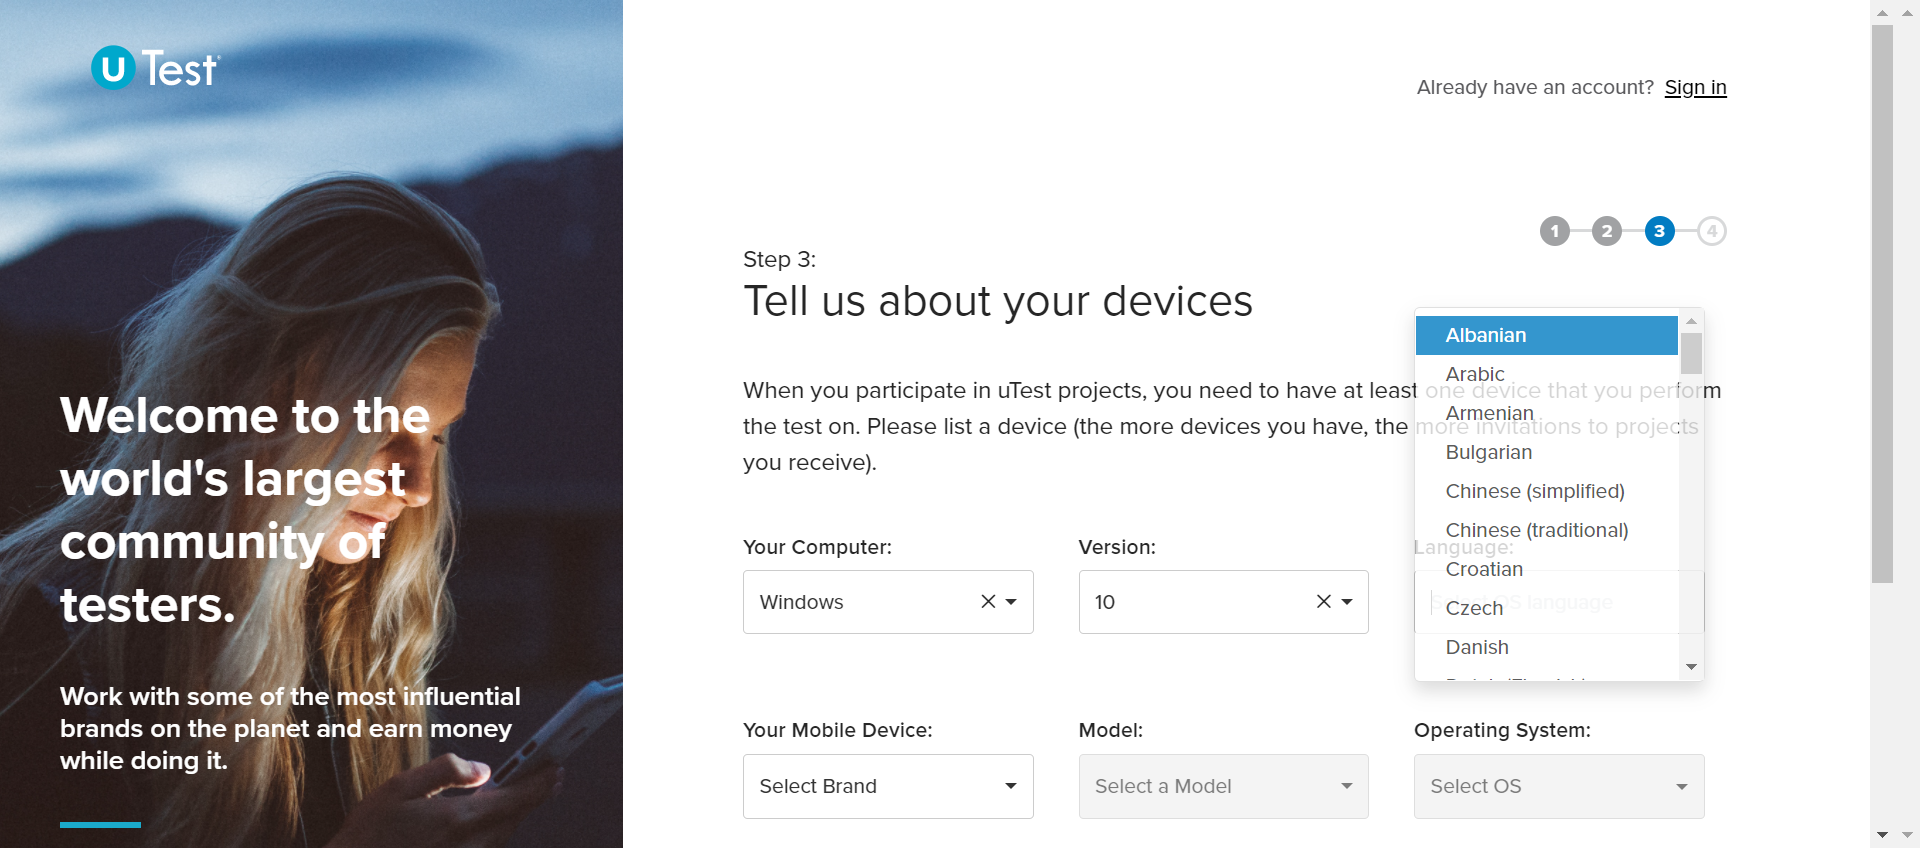 u Test
Already have an account? Sign in
1 2 3 4
Step 3:
Tell us about your devices
When you participate in uTest projects, you need to have at least one device that you perform
the test on. Please list a device (the more devices you have, the more invitations to projects
you receive).
Your Computer:
Windows
Version:
10
Language:
Select OS language
Albanian
Arabic
Armenian
Bulgarian
Chinese (simplified)
Chinese (traditional)
Croatian
Czech
Danish
Your Mobile Device:
Select Brand
Model:
Select a Model
Operating System:
Select OS
Welcome to the
world's largest
community of
testers.
Work with some of the most influential
brands on the planet and earn money
while doing it.